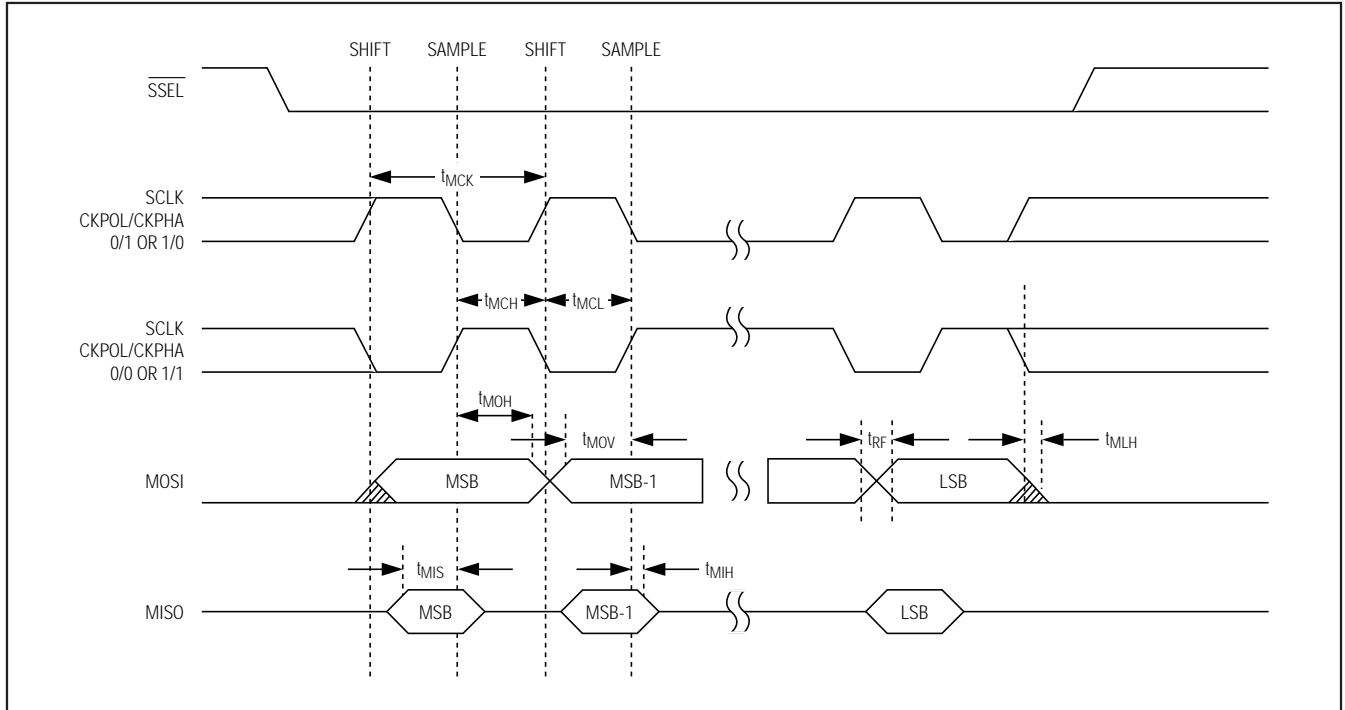 SHIFT SAMPLE SHIFT SAMPLE
SSEL
tMCK
SCLK
CKPOL/CKPHA
0/1 OR 1/0
tMCH tMCL
SCLK
CKPOL/CKPHA
0/0 OR 1/1
tMOH
tMOV tRF tMLH
MOSI MSB MSB-1 LSB
tMIS tMIH
MISO MSB MSB-1 LSB